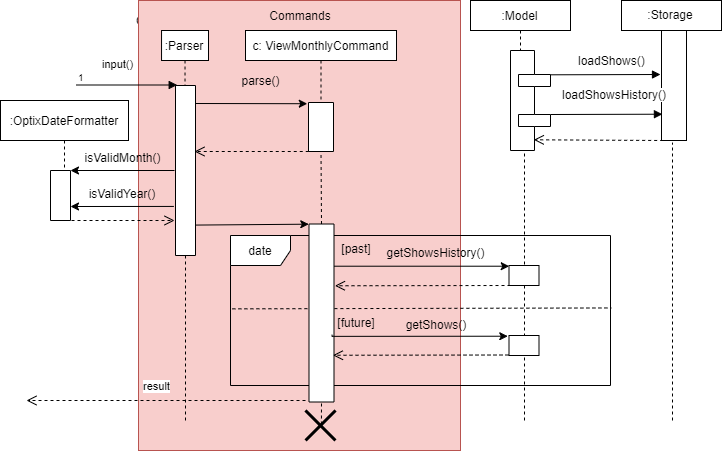 Commands
:Model
:Storage
:Parser
c: ViewMonthlyCommand
input()
1
loadShows()
parse()
loadShowsHistory()
:OptixDateFormatter
isValidMonth()
isValidYear()
date
[past]
getShowsHistory()
[future]
getShows()
result